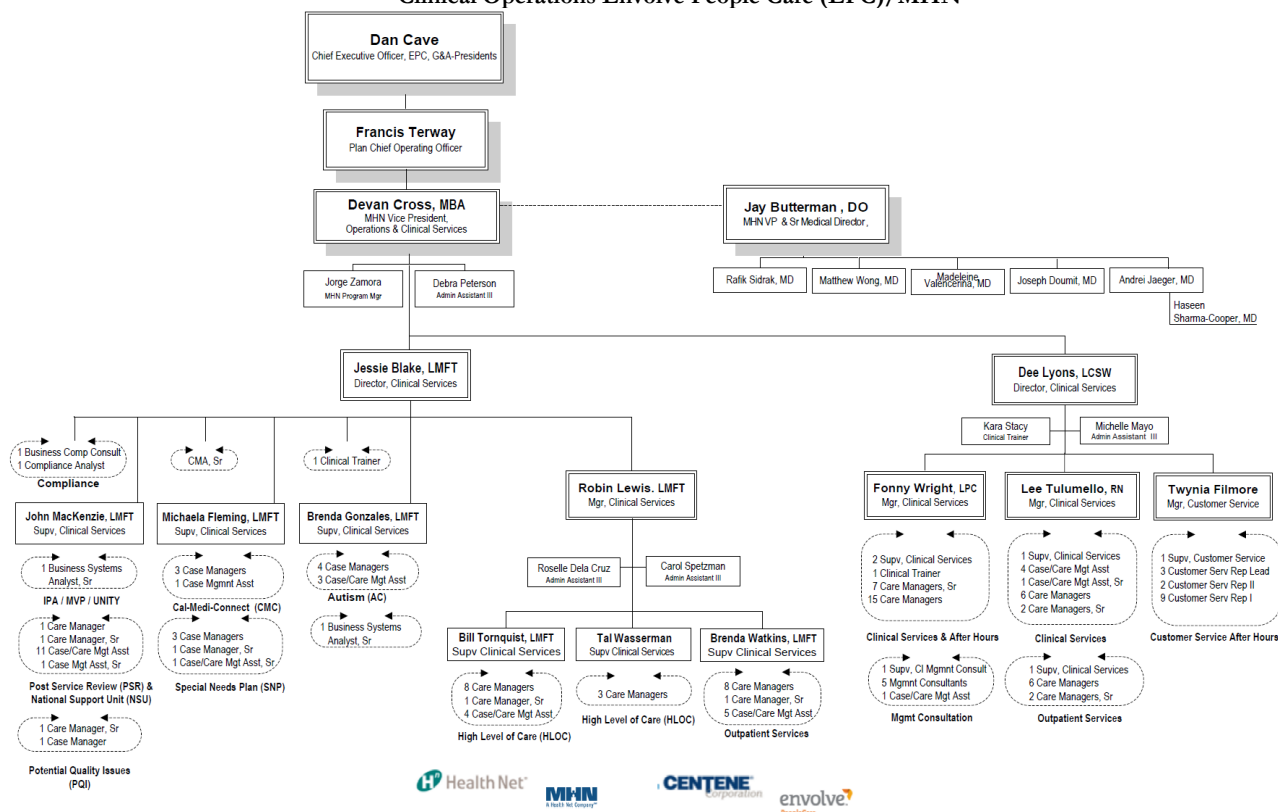 Clinical Operations Envolve People Care (EPC)/MHN
Dan Cave
Chief Executive Officer, EPC, G&A-Presidents
Francis Terway
Plan Chief Operating Officer
Devan Cross, MBA
MHN Vice President,
Operations & Clinical Services
Jay Butterman , DO
MHN VP & Sr Medical Director ,
Jorge Zamora
MHN Program Mgr
Debra Peterson
Admin Assistant III
Rafik Sidrak, MD
Matthew Wong, MD
Madeleine
Valencerina, MD
Joseph Doumit, MD
Andrei Jaeger, MD
Haseen
Sharma-Cooper, MD
Jessie Blake, LMFT
Director, Clinical Services
Dee Lyons, LCSW
Director, Clinical Services
Kara Stacy
Clinical Trainer
Michelle Mayo
Admin Assistant III
1 Business Comp Consult
1 Compliance Analyst
Compliance
CMA, Sr
1 Clinical Trainer
John MacKenzie, LMFT
Supv, Clinical Services
Michaela Fleming, LMFT
Supv, Clinical Services
Brenda Gonzales, LMFT
Supv, Clinical Services
Robin Lewis. LMFT
Mgr, Clinical Services
Fonny Wright, LPC
Mgr, Clinical Services
Lee Tulumello, RN
Mgr, Clinical Services
Twynia Filmore
Mgr, Customer Service
1 Business Systems
Analyst, Sr
IPA / MVP / UNITY
3 Case Managers
1 Case Mgmnt Asst
Cal-Medi-Connect (CMC)
4 Case Managers
3 Case/Care Mgt Asst
Autism (AC)
1 Business Systems
Analyst, Sr
1 Care Manager
1 Care Manager, Sr
11 Case/Care Mgt Asst
1 Case Mgt Asst, Sr
Post Service Review (PSR) &
National Support Unit (NSU)
3 Case Managers
1 Case Manager, Sr
1 Case/Care Mgt Asst, Sr
Special Needs Plan (SNP)
1 Care Manager, Sr
1 Case Manager
Potential Quality Issues
(PQI)
Roselle Dela Cruz
Admin Assistant III
Carol Spetzman
Admin Assistant III
Bill Tornquist, LMFT
Supv Clinical Services
Tal Wasserman
Supv Clinical Services
Brenda Watkins, LMFT
Supv Clinical Services
8 Care Managers
1 Care Manager, Sr
4 Case/Care Mgt Asst
High Level of Care (HLOC)
3 Care Managers
High Level of Care (HLOC)
8 Care Managers
1 Care Manager, Sr
5 Case/Care Mgt Asst
Outpatient Services
2 Supv, Clinical Services
1 Clinical Trainer
7 Care Managers, Sr
15 Care Managers
Clinical Services & After Hours
1 Supv, Cl Mgmnt Consult
5 Mgmnt Consultants
1 Case/Care Mgt Asst
Mgmt Consultation
1 Supv, Clinical Services
4 Case/Care Mgt Asst
1 Case/Care Mgt Asst, Sr
6 Care Managers
2 Care Managers, Sr
Clinical Services
1 Supv, Clinical Services
6 Care Managers
2 Care Managers, Sr
Outpatient Services
1 Supv, Customer Service
3 Customer Serv Rep Lead
2 Customer Serv Rep II
9 Customer Serv Rep I
Customer Service After Hours
Health Net
MHN
A Health Net Company
CENTENE
Corporation
envolve